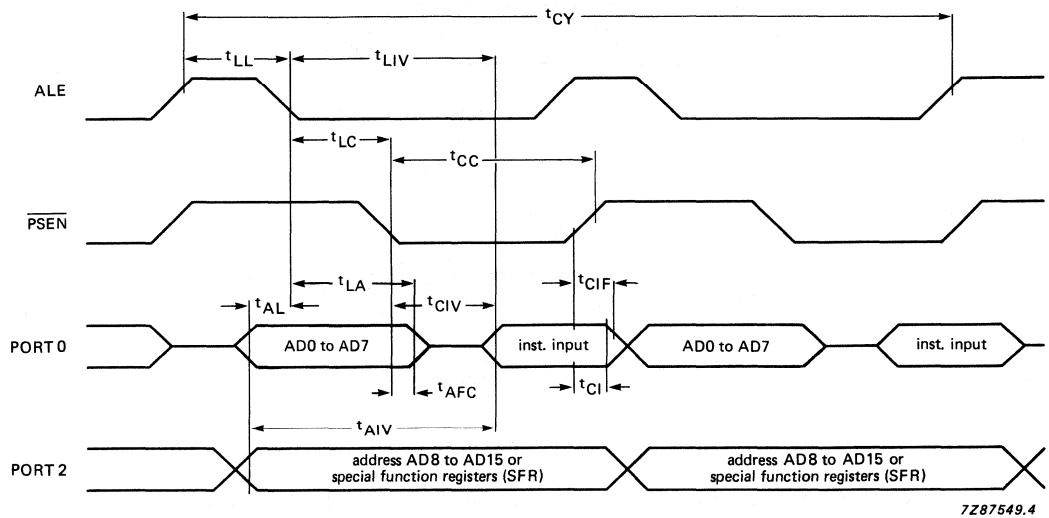 tCY
tLL
tLIV
ALE
tLC
tCC
PSEN
tLA
tCIF
tAL
tCIV
PORT 0
AD0 to AD7
inst. input
AD0 to AD7
inst. input
tAFC
tCI
tAIV
PORT 2
address AD8 to AD15 or
special function registers (SFR)
address AD8 to AD15 or
special function registers (SFR)
7Z87549.4